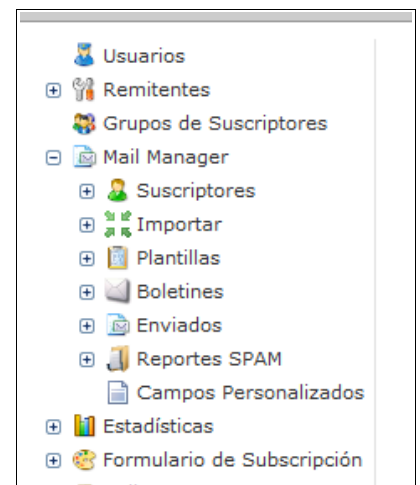 Usuarios
Remitentes
Grupos de Suscriptores
Mail Manager
Suscriptores
Importar
Plantillas
Boletines
Enviados
Reportes SPAM
Campos Personalizados
Estadísticas
Formulario de Subscripción